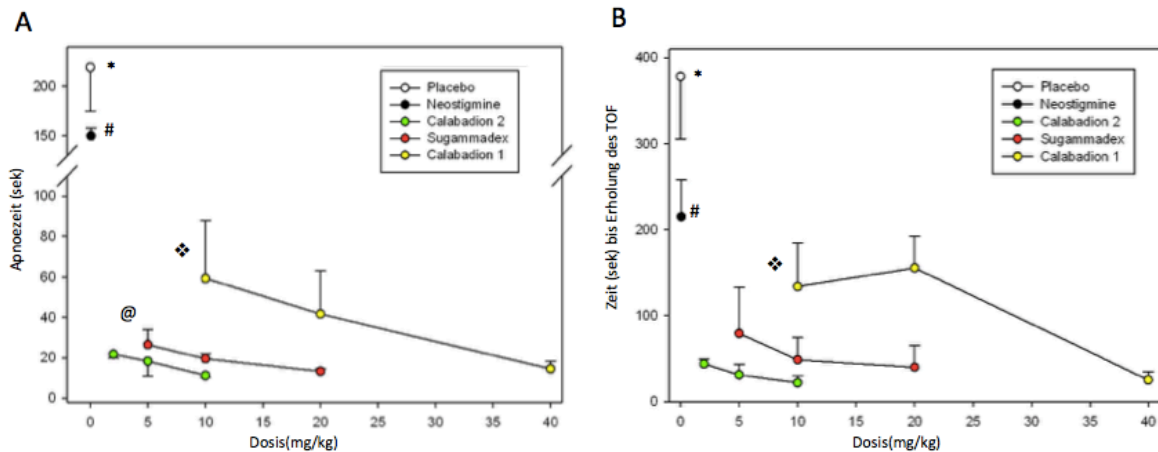 A
Apnoezeit (sek)
200
150
100
80
60
40
20
0
*
#
❖
@
Placebo
Neostigmine
Calabadion 2
Sugammadex
Calabadion 1
0 5 10 15 20 25 30 35 40
Dosis(mg/kg)
B
Zeit (sek) bis Erholung des TOF
400
300
200
100
0
*
#
❖
Placebo
Neostigmine
Calabadion 2
Sugammadex
Calabadion 1
0 5 10 15 20 25 30 35 40
Dosis(mg/kg)